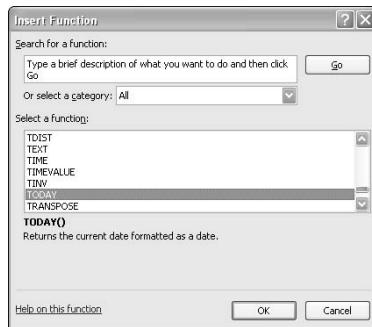 Insert Function
Search for a function:
Type a brief description of what you want to do and then click
Go
Go
Or select a category: All
Select a function:
TDIST
TEXT
TIME
TIMEVALUE
TINV
TODAY
TRANSPOSE
TODAY()
Returns the current date formatted as a date.
Help on this function
OK
Cancel